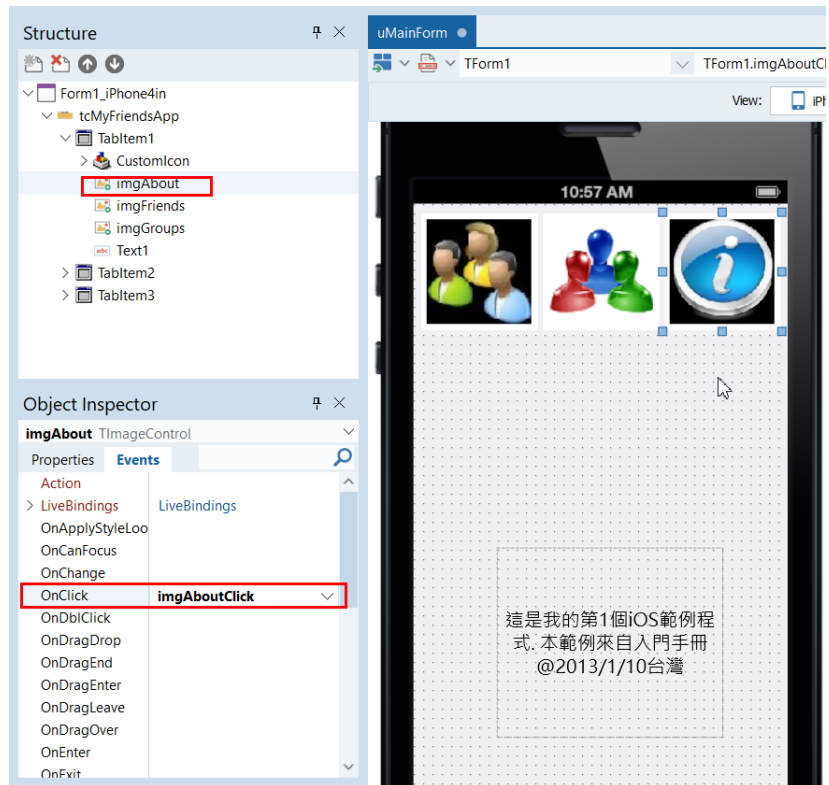 Structure
Form1_iPhone4in
tcMyFriendsApp
TabItem1
CustomIcon
imgAbout
imgFriends
imgGroups
abc Text1
TabItem2
TabItem3
Object Inspector
imgAbout TImageControl
Properties Events
Action
LiveBindings LiveBindings
OnApplyStyleLoo
OnCanFocus
OnChange
OnClick imgAboutClick
OnDblClick
OnDragDrop
OnDragEnd
OnDragEnter
OnDragLeave
OnDragOver
OnEnter
OnExit
uMainForm
TForm1 TForm1.imgAboutCl
View: iPh
10:57 AM
這是我的第1個iOS範例程
式. 本範例來自入門手冊
@2013/1/10台灣